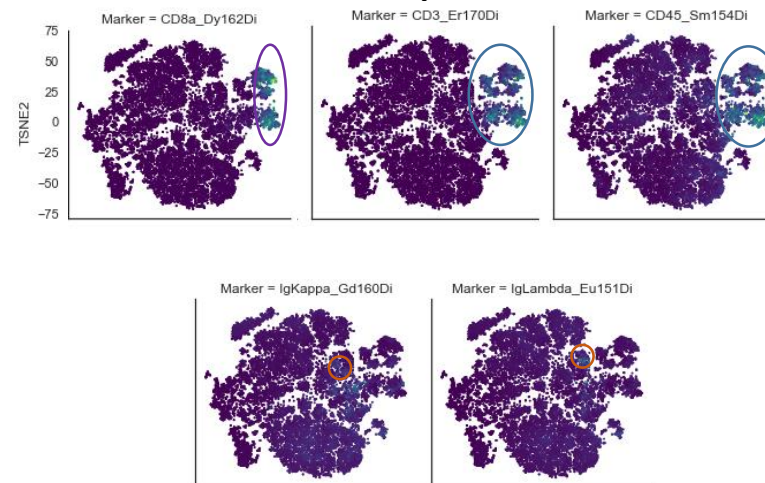 Marker = CD8a_Dy162Di
Marker = CD3_Er170Di
Marker = CD45_Sm154Di
75
50
25
0
−25
−50
−75
TSNE2
Marker = IgKappa_Gd160Di
Marker = IgLambda_Eu151Di